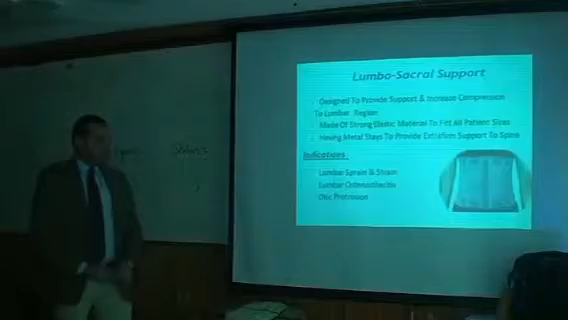 Lumbo-Sacral Support
Designed To Provide Support & Increase Compression
To Lumbar Region
Made Of Strong Elastic Material To Fit All Patient Sizes
Having Metal Stays To Provide Extrafirm Support To Spine
Indications
Lumbar Sprain & Strain
Lumbar Osteoarthritis
Disc Protrusion